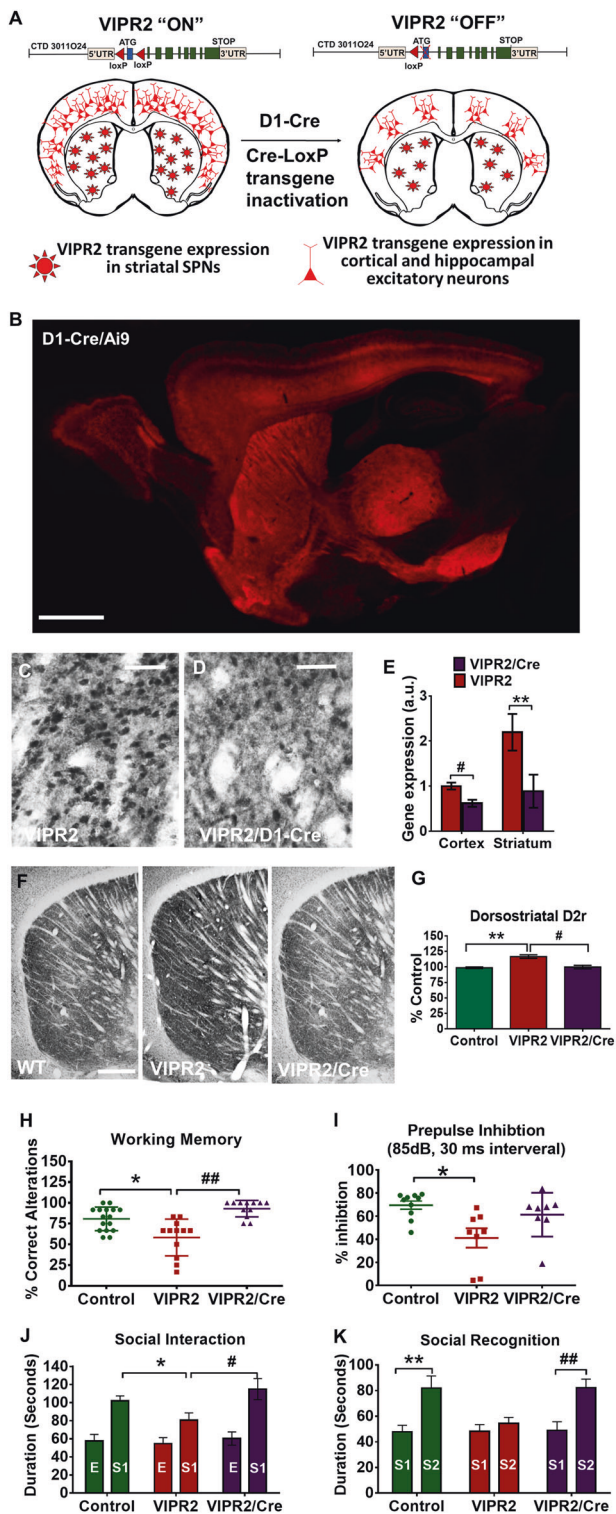 A
VIPR2 “ON”
VIPR2 “OFF”
CTD 3011O24
5'UTR
ATG
STOP
3'UTR
loxP
loxP
CTD 3011O24
5'UTR
ATG
STOP
3'UTR
loxP
D1-Cre
Cre-LoxP
transgene
inactivation
VIPR2 transgene expression
in striatal SPNs
VIPR2 transgene expression in
cortical and hippocampal
excitatory neurons
B
D1-Cre/Ai9
C
VIPR2
D
VIPR2/D1-Cre
E
VIPR2/Cre
VIPR2
Gene expression (a.u.)
3
2
1
0
#
**
Cortex
Striatum
F
WT
VIPR2
VIPR2/Cre
G
Dorsostriatal D2r
% Control
150
125
100
75
50
25
0
**
#
Control
VIPR2
VIPR2/Cre
H
Working Memory
% Correct Alterations
125
100
75
50
25
0
*
##
Control
VIPR2
VIPR2/Cre
I
Prepulse Inhibtion
(85dB, 30 ms interveral)
% inhibtion
100
80
60
40
20
0
*
Control
VIPR2
VIPR2/Cre
J
Social Interaction
Duration (Seconds)
140
120
100
80
60
40
20
0
*
#
E
S1
E
S1
E
S1
Control
VIPR2
VIPR2/Cre
K
Social Recognition
Duration (Seconds)
100
80
60
40
20
0
**
##
S1
S2
S1
S2
S1
S2
Control
VIPR2
VIPR2/Cre